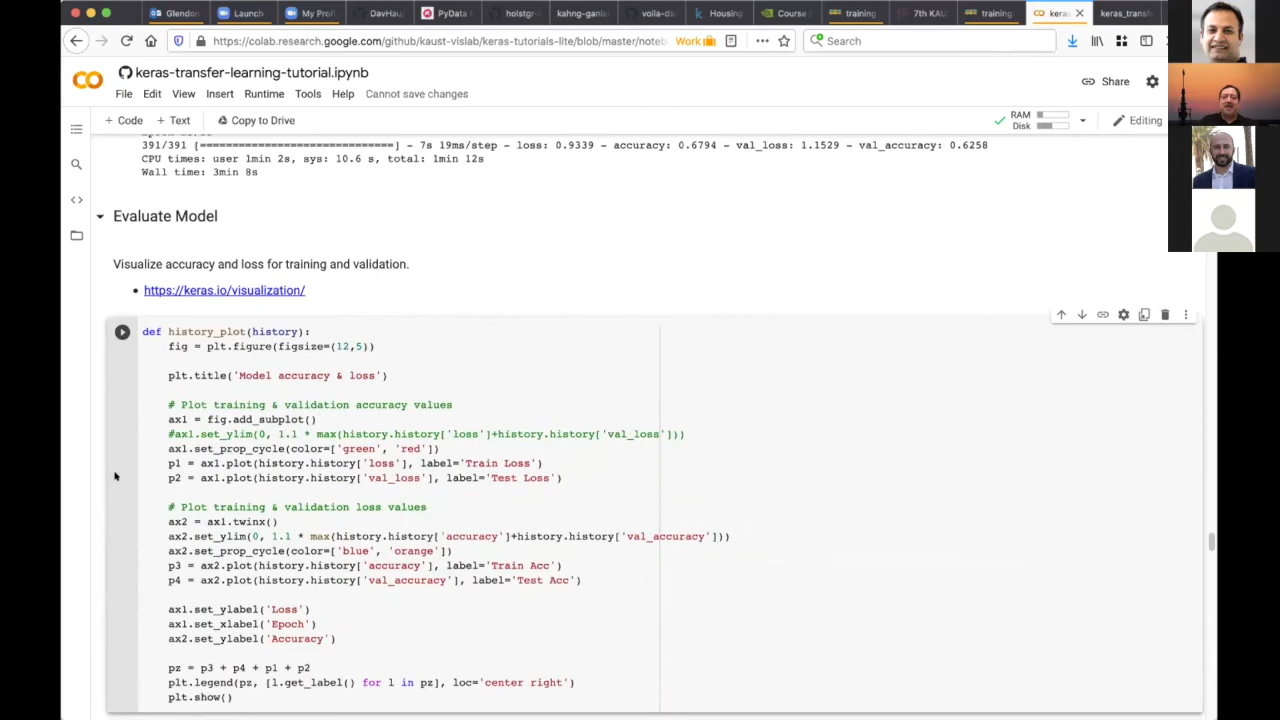 Glendon
Launch
My Profi
DavHaug
PyData
holstgr
kahng-ganla
voila-da
Housing
Course
training
7th KAU
training
keras
keras_transf
https://colab.research.google.com/github/kaust-vislab/keras-tutorials-lite/blob/master/noteb
Work
Search
keras-transfer-learning-tutorial.ipynb
Share
File Edit View Insert Runtime Tools Help Cannot save changes
+ Code + Text Copy to Drive
RAM
Disk
Editing
391/391 [==============================] - 7s 19ms/step - loss: 0.9339 - accuracy: 0.6794 - val_loss: 1.1529 - val_accuracy: 0.6258
CPU times: user 1min 2s, sys: 10.6 s, total: 1min 12s
Wall time: 3min 8s
Evaluate Model
Visualize accuracy and loss for training and validation.
• https://keras.io/visualization/
def history_plot(history):
fig = plt.figure(figsize=(12,5))
plt.title('Model accuracy & loss')
# Plot training & validation accuracy values
ax1 = fig.add_subplot()
#ax1.set_ylim(0, 1.1 * max(history.history['loss']+history.history['val_loss']))
ax1.set_prop_cycle(color=['green', 'red'])
p1 = ax1.plot(history.history['loss'], label='Train Loss')
p2 = ax1.plot(history.history['val_loss'], label='Test Loss')
# Plot training & validation loss values
ax2 = ax1.twinx()
ax2.set_ylim(0, 1.1 * max(history.history['accuracy']+history.history['val_accuracy']))
ax2.set_prop_cycle(color=['blue', 'orange'])
p3 = ax2.plot(history.history['accuracy'], label='Train Acc')
p4 = ax2.plot(history.history['val_accuracy'], label='Test Acc')
ax1.set_ylabel('Loss')
ax1.set_xlabel('Epoch')
ax2.set_ylabel('Accuracy')
pz = p3 + p4 + p1 + p2
plt.legend(pz, [l.get_label() for l in pz], loc='center right')
plt.show()